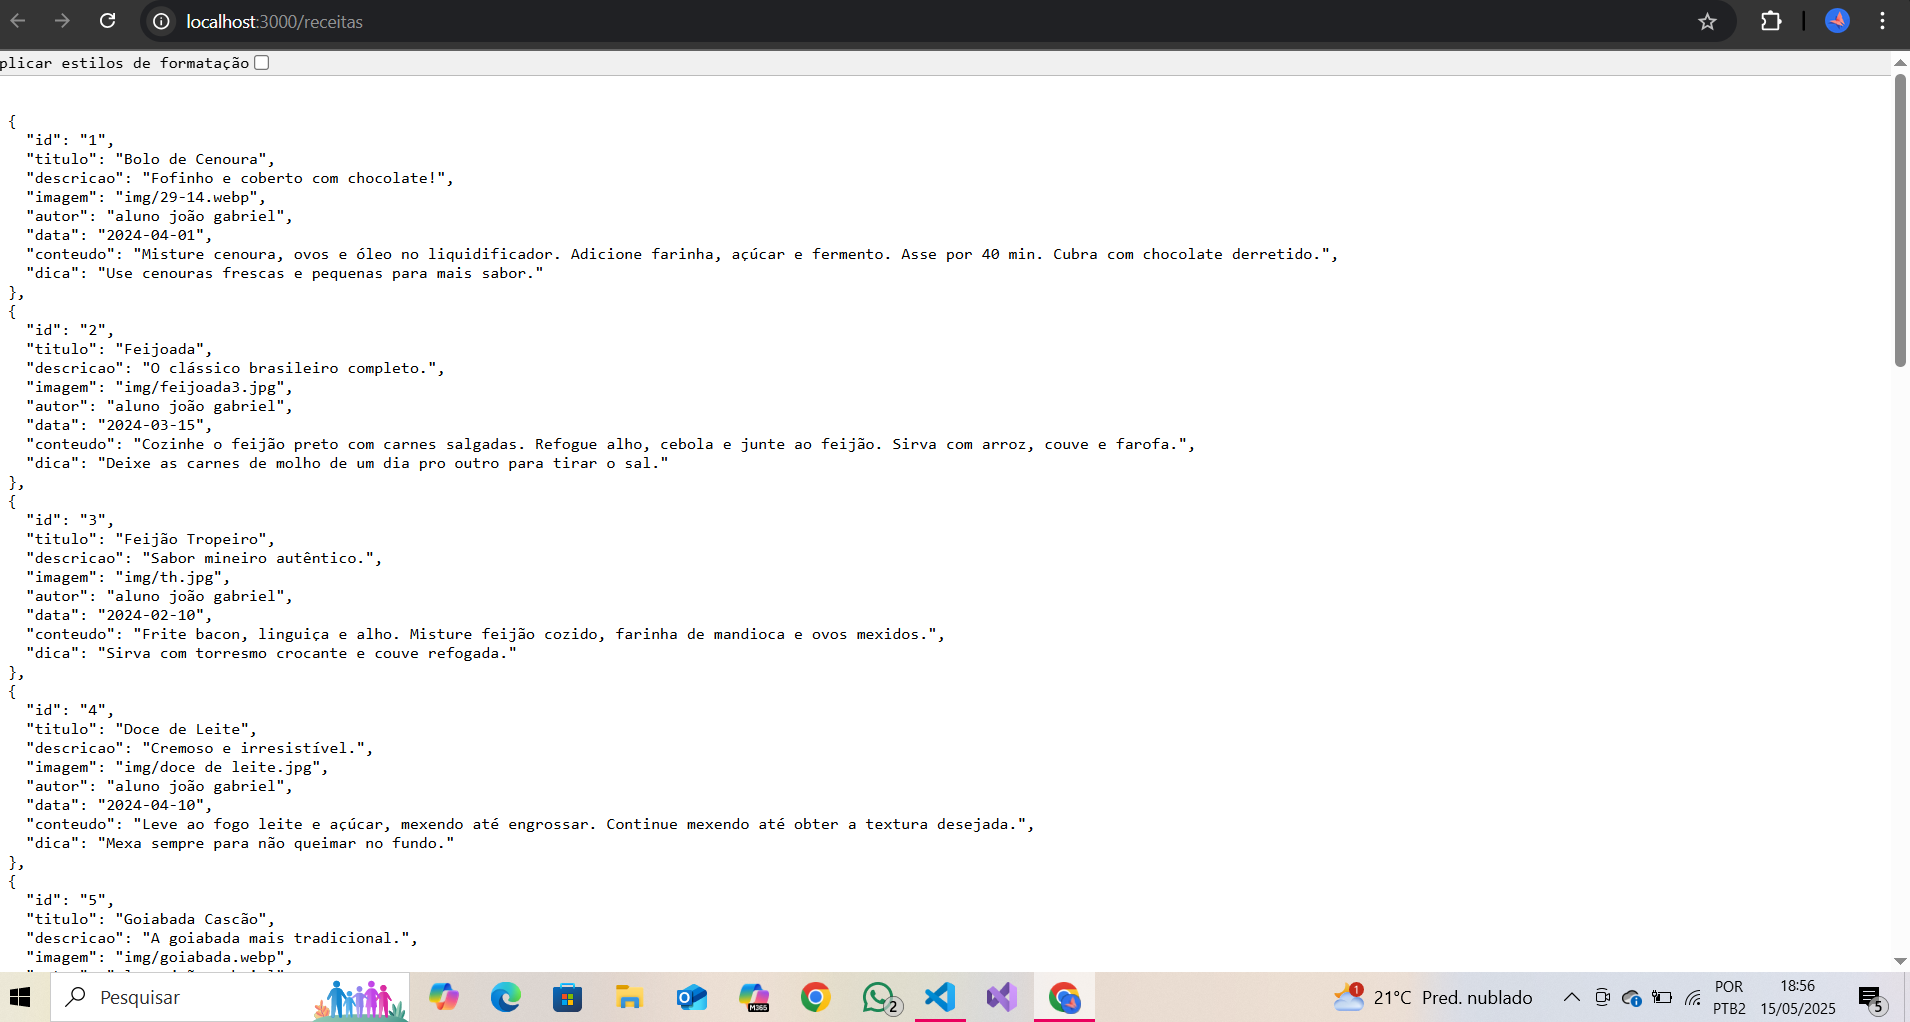 localhost:3000/receitas
plicar estilos de formatação
{
"id": "1",
"titulo": "Bolo de Cenoura",
"descricao": "Fofinho e coberto com chocolate!",
"imagem": "img/29-14.webp",
"autor": "aluno joão gabriel",
"data": "2024-04-01",
"conteudo": "Misture cenoura, ovos e óleo no liquidificador. Adicione farinha, açúcar e fermento. Asse por 40 min. Cubra com chocolate derretido.",
"dica": "Use cenouras frescas e pequenas para mais sabor."
},
{
"id": "2",
"titulo": "Feijoada",
"descricao": "O clássico brasileiro completo.",
"imagem": "img/feijoada3.jpg",
"autor": "aluno joão gabriel",
"data": "2024-03-15",
"conteudo": "Cozinhe o feijão preto com carnes salgadas. Refogue alho, cebola e junte ao feijão. Sirva com arroz, couve e farofa.",
"dica": "Deixe as carnes de molho de um dia pro outro para tirar o sal."
},
{
"id": "3",
"titulo": "Feijão Tropeiro",
"descricao": "Sabor mineiro autêntico.",
"imagem": "img/th.jpg",
"autor": "aluno joão gabriel",
"data": "2024-02-10",
"conteudo": "Frite bacon, linguiça e alho. Misture feijão cozido, farinha de mandioca e ovos mexidos.",
"dica": "Sirva com torresmo crocante e couve refogada."
},
{
"id": "4",
"titulo": "Doce de Leite",
"descricao": "Cremoso e irresistível.",
"imagem": "img/doce de leite.jpg",
"autor": "aluno joão gabriel",
"data": "2024-04-10",
"conteudo": "Leve ao fogo leite e açúcar, mexendo até engrossar. Continue mexendo até obter a textura desejada.",
"dica": "Mexa sempre para não queimar no fundo."
},
{
"id": "5",
"titulo": "Goiabada Cascão",
"descricao": "A goiabada mais tradicional.",
"imagem": "img/goiabada.webp",
Pesquisar
M365
2
1
21°C Pred. nublado
POR
PTB2
18:56
15/05/2025
5